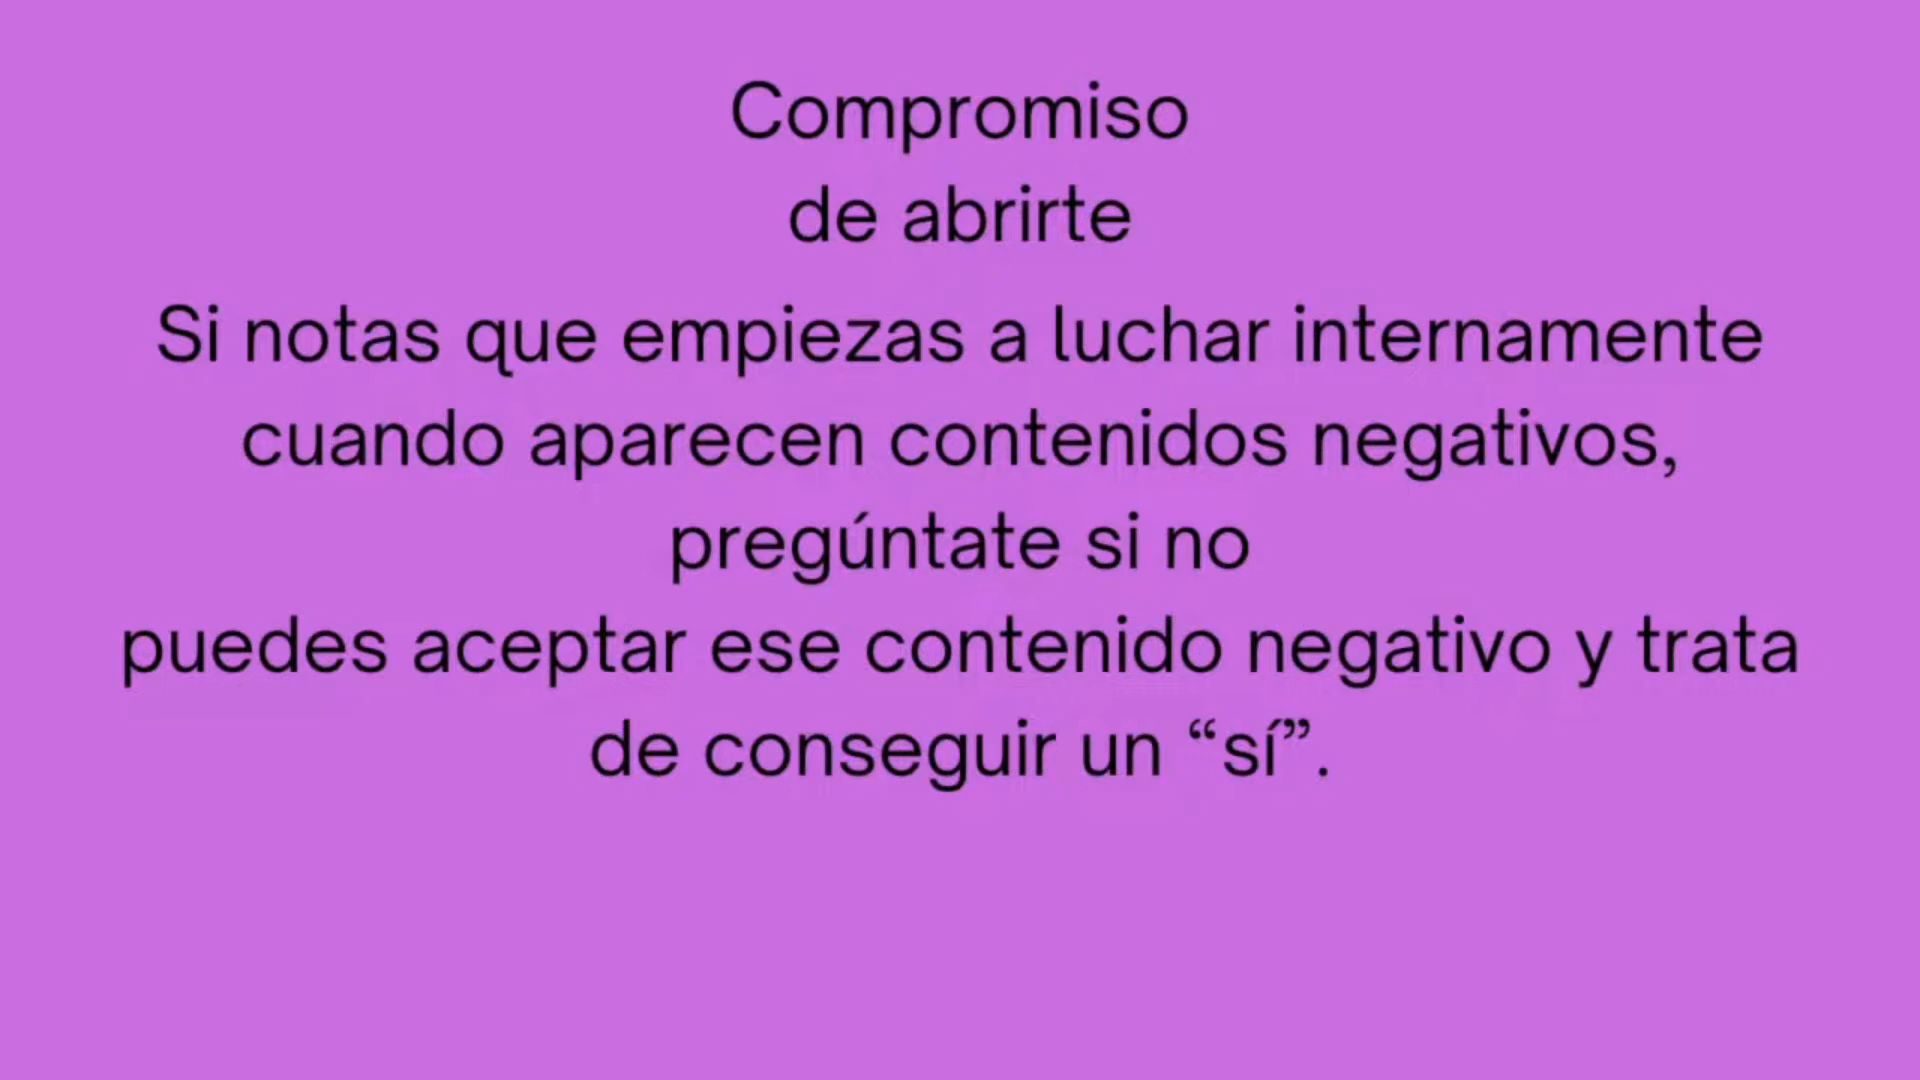 Compromiso
de abrirte
Si notas que empiezas a luchar internamente
cuando aparecen contenidos negativos,
pregúntate si no
puedes aceptar ese contenido negativo y trata
de conseguir un “sí”.